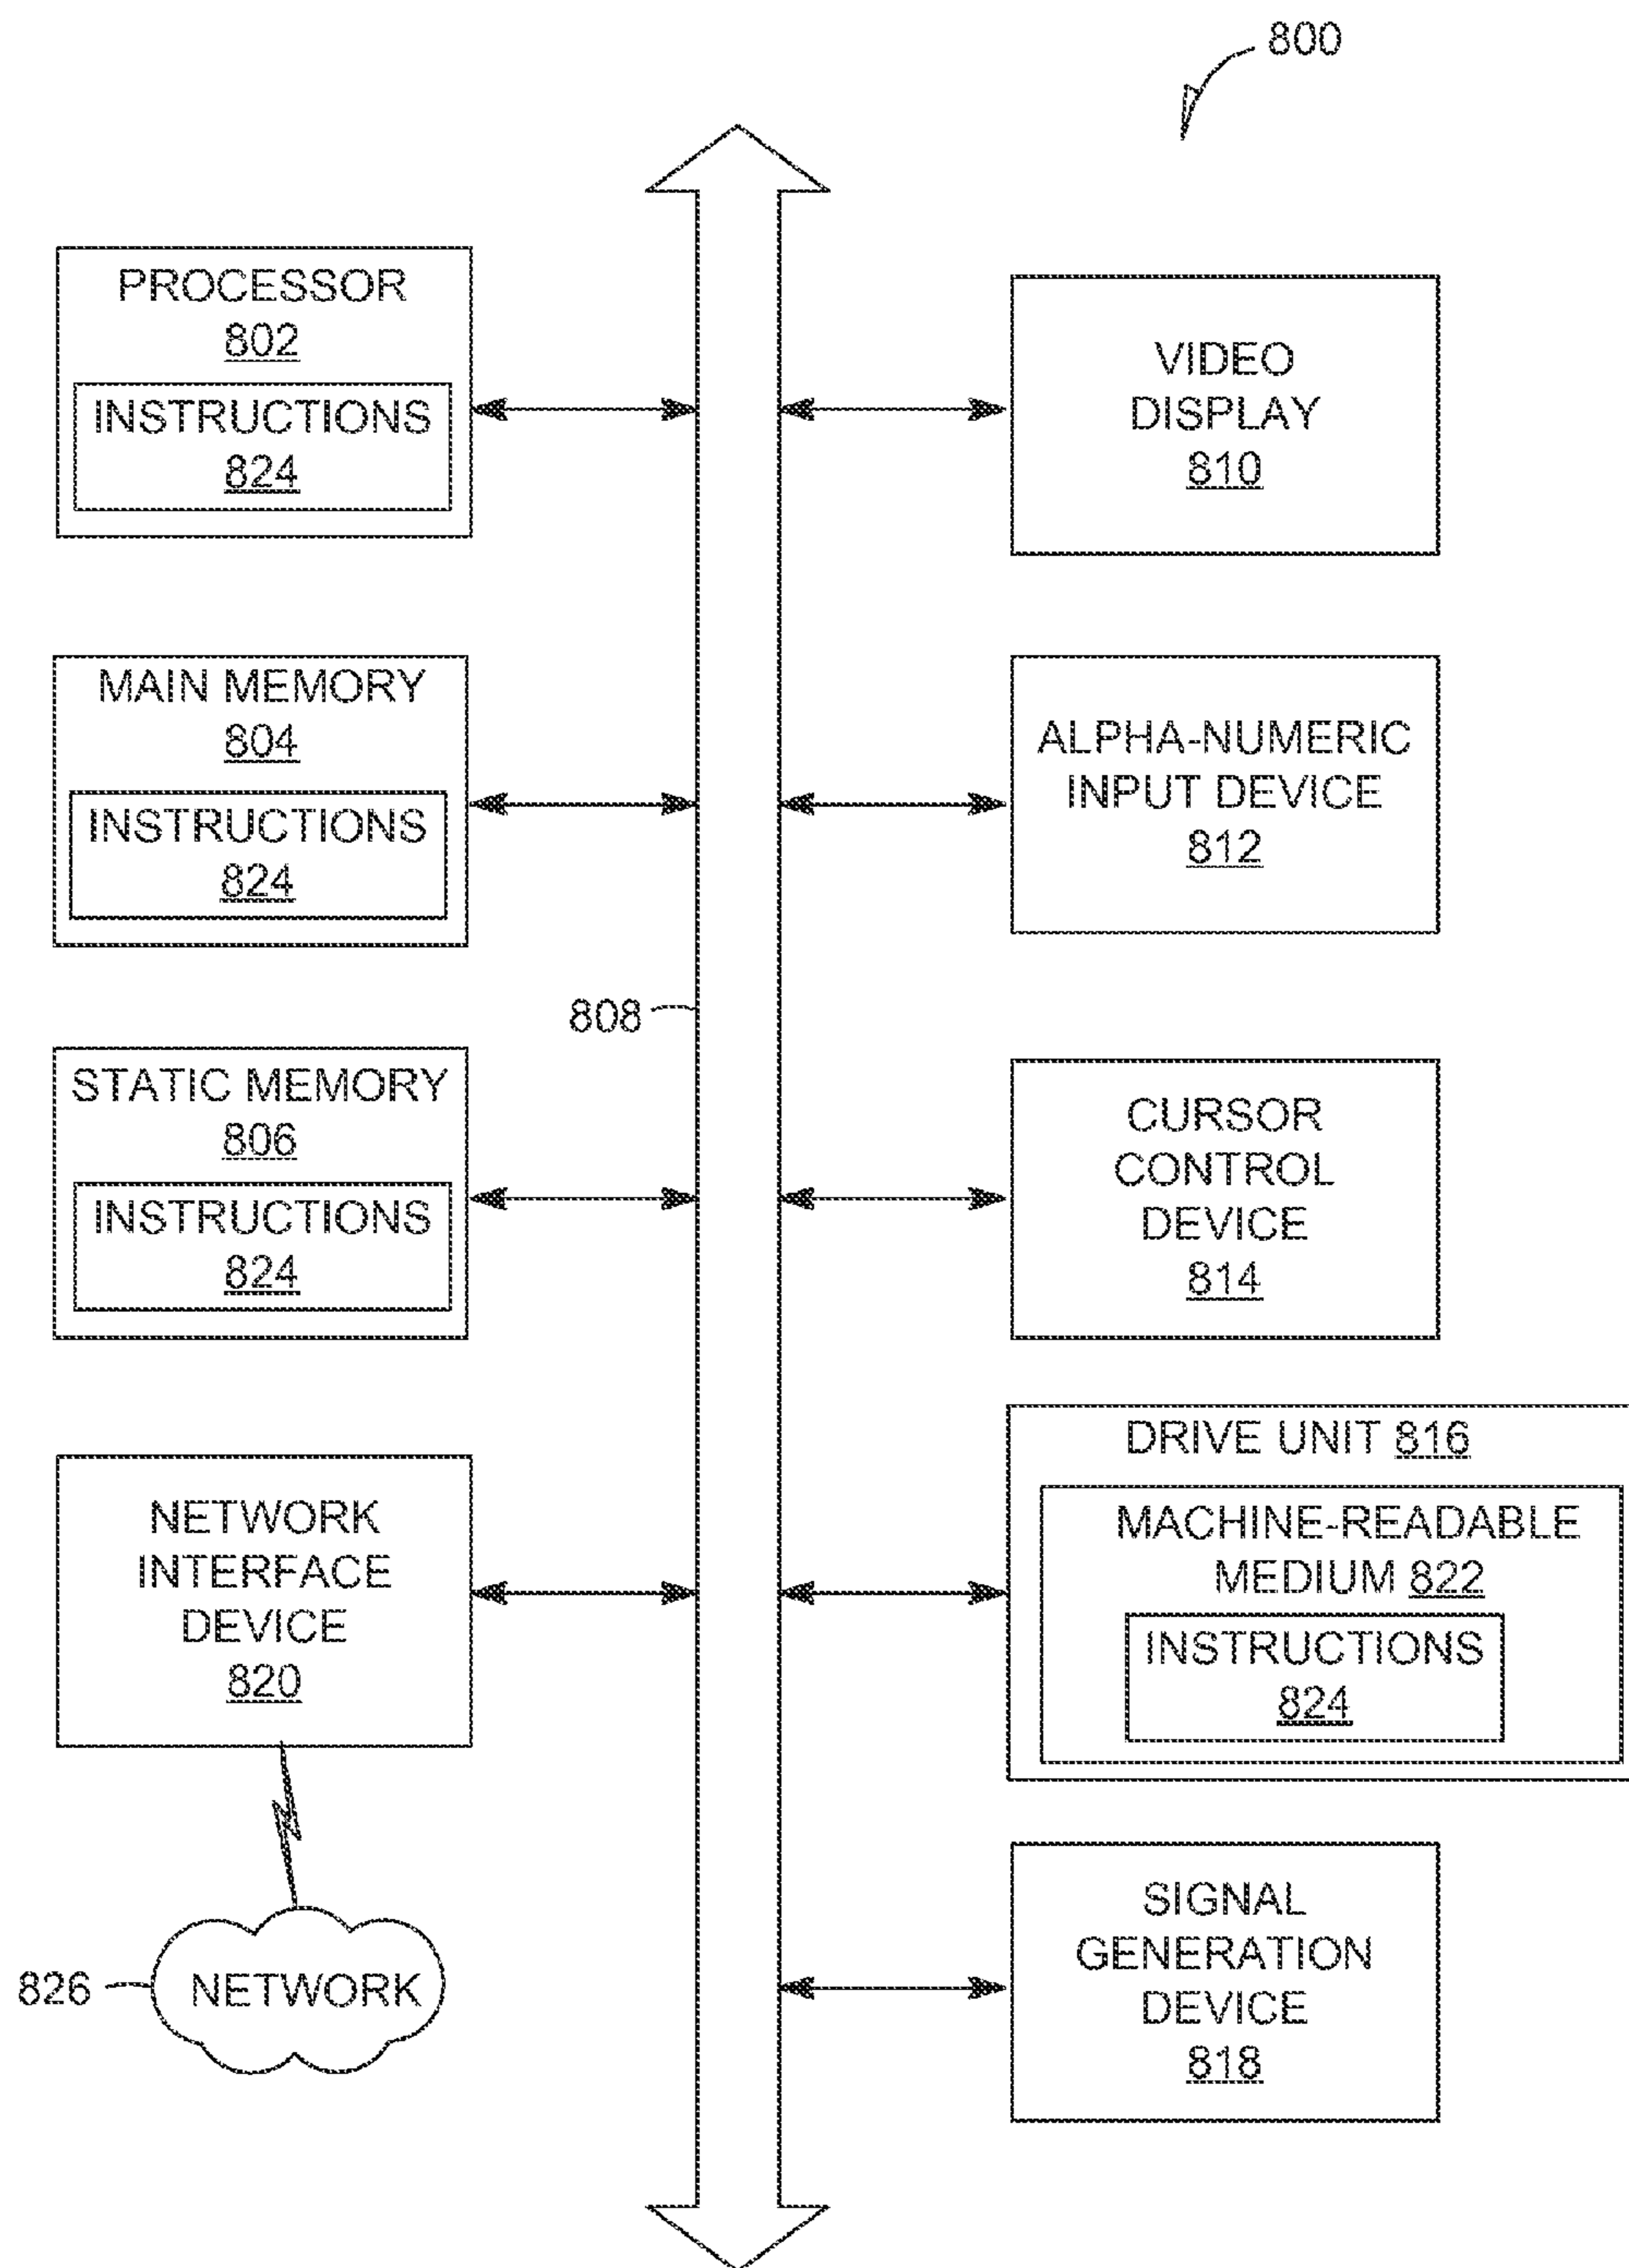 800
PROCESSOR
802
INSTRUCTIONS
824
MAIN MEMORY
804
INSTRUCTIONS
824
808
STATIC MEMORY
806
INSTRUCTIONS
824
NETWORK
INTERFACE
DEVICE
820
826
NETWORK
VIDEO
DISPLAY
810
ALPHA-NUMERIC
INPUT DEVICE
812
CURSOR
CONTROL
DEVICE
814
DRIVE UNIT 816
MACHINE-READABLE
MEDIUM 822
INSTRUCTIONS
824
SIGNAL
GENERATION
DEVICE
818